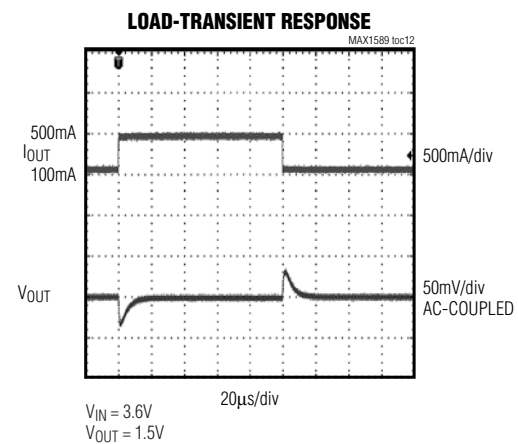 LOAD-TRANSIENT RESPONSE
MAX1589 toc12
T
500mA
IOUT
100mA
500mA/div
VOUT
50mV/div
AC-COUPLED
20μs/div
VIN = 3.6V
VOUT = 1.5V